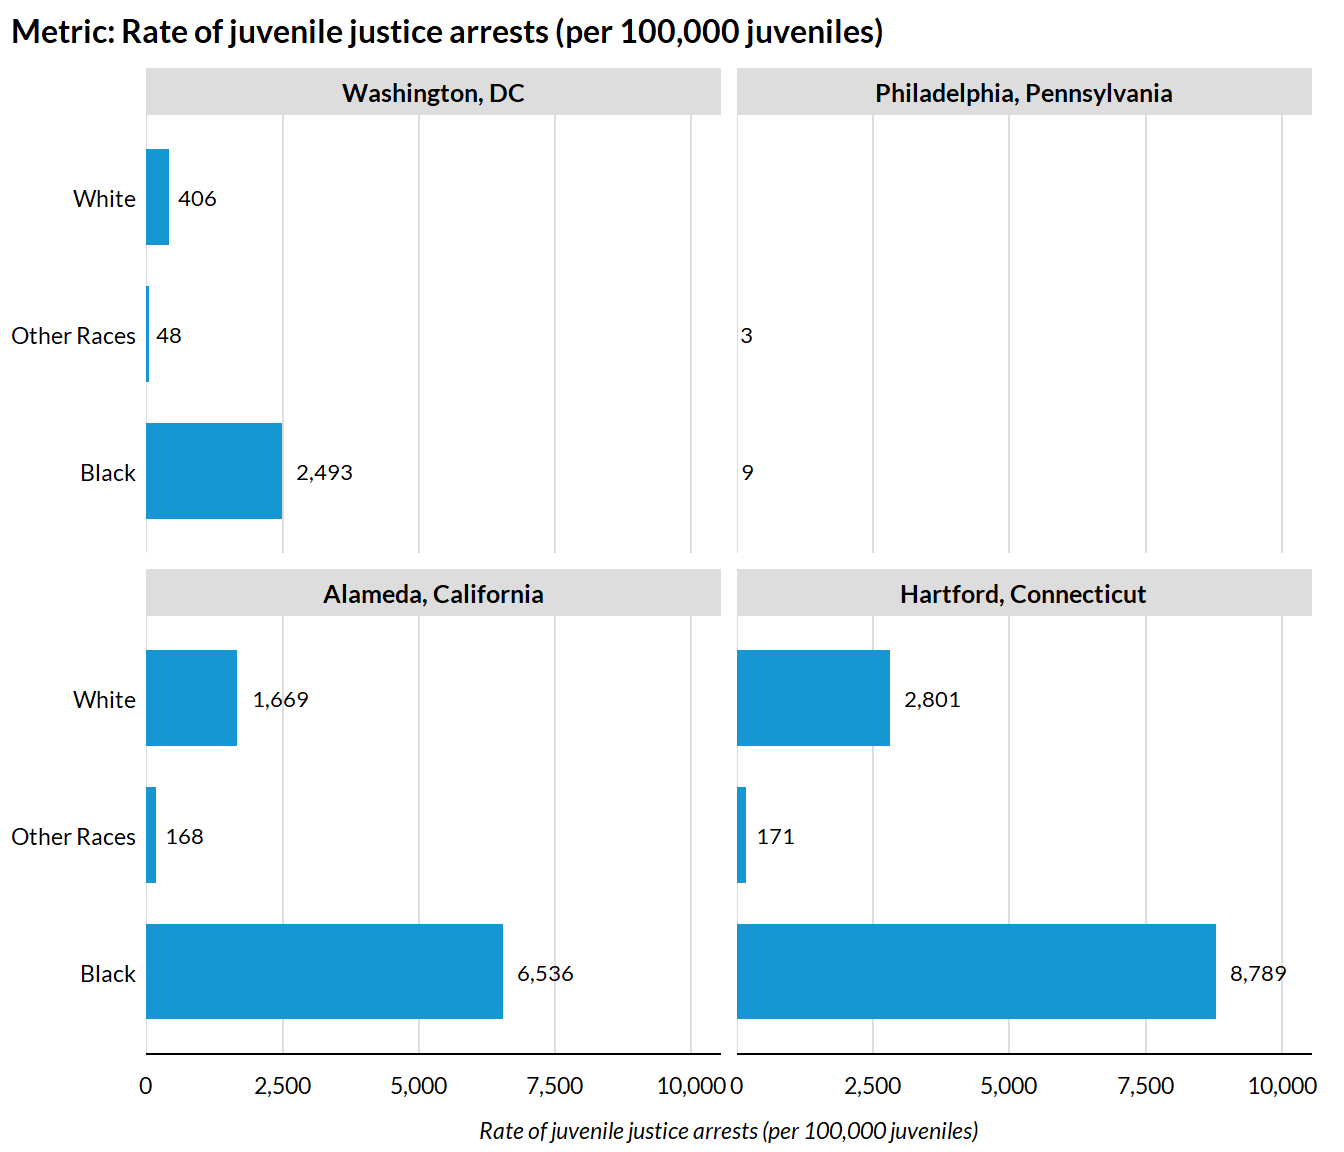 Metric: Rate of juvenile justice arrests (per 100,000 juveniles)
Washington, DC
Philadelphia, Pennsylvania
White
406
Other Races
48
3
Black
2,493
9
Alameda, California
Hartford, Connecticut
White
1,669
2,801
Other Races
168
171
Black
6,536
8,789
0 2,500 5,000 7,500 10,000 0 2,500 5,000 7,500 10,000
Rate of juvenile justice arrests (per 100,000 juveniles)